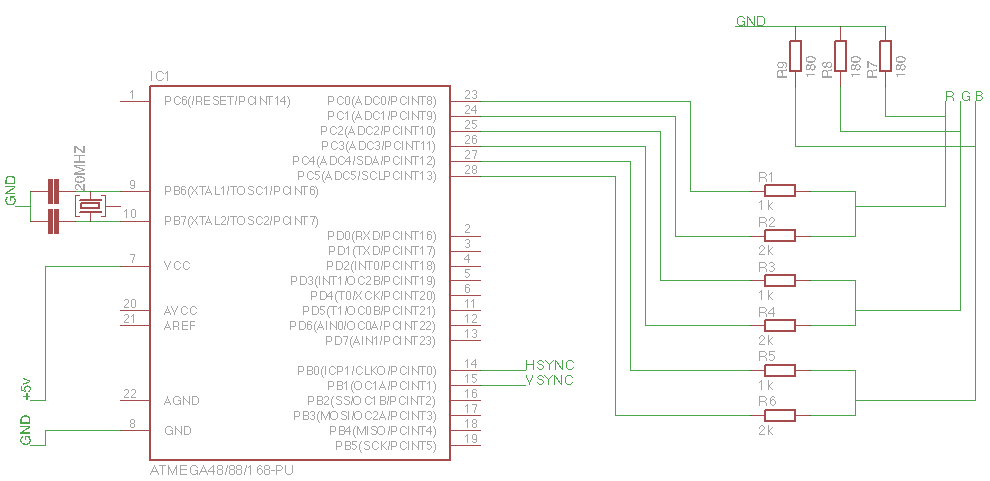 GND
R9
180
R8
180
R7
180
R G B
IC1
1
PC6(/RESET/PCINT14)
PC0(ADC0/PCINT8)
23
PC1(ADC1/PCINT9)
24
PC2(ADC2/PCINT10)
25
PC3(ADC3/PCINT11)
26
PC4(ADC4/SDA/PCINT12)
27
PC5(ADC5/SCLPCINT13)
28
20MHZ
GND
9
PB6(XTAL1/TOSC1/PCINT6)
10
PB7(XTAL2/TOSC2/PCINT7)
R1
1k
R2
2k
R3
1k
R4
2k
R5
1k
R6
2k
PD0(RXD/PCINT16)
2
PD1(TXD/PCINT17)
3
7
VCC
PD2(INT0/PCINT18)
4
PD3(INT1/OC2B/PCINT19)
5
PD4(T0/XCK/PCINT20)
6
20
AVCC
PD5(T1/OC0B/PCINT21)
11
21
AREF
PD6(AIN0/OC0A/PCINT22)
12
PD7(AIN1/PCINT23)
13
PB0(ICP1/CLKO/PCINT0)
14
HSYNC
PB1(OC1A/PCINT1)
15
VSYNC
+5v
22
AGND
PB2(SS/OC1B/PCINT2)
16
PB3(MOSI/OC2A/PCINT3)
17
GND
8
GND
PB4(MISO/PCINT4)
18
PB5(SCK/PCINT5)
19
ATMEGA48/88/168-PU